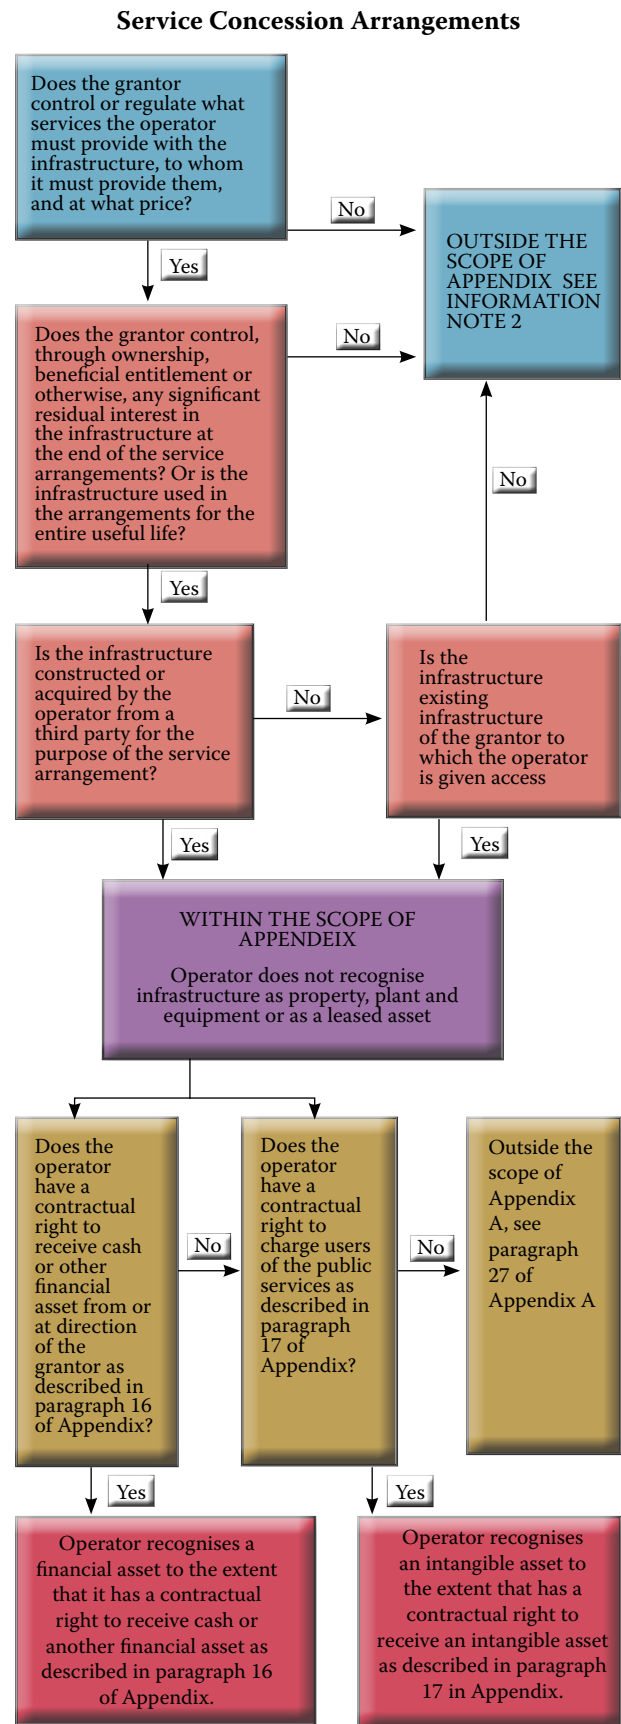 Service Concession Arrangements
Does the grantor
control or regulate what
services the operator
must provide with the
infrastructure, to whom
it must provide them,
and at what price?
No
OUTSIDE THE
SCOPE OF
APPENDIX SEE
INFORMATION
NOTE 2
Yes
Does the grantor control,
through ownership,
beneficial entitlement or
otherwise, any significant
residual interest in
the infrastructure at
the end of the service
arrangements? Or is the
infrastructure used in
the arrangements for the
entire useful life?
No
No
Yes
Is the infrastructure
constructed or
acquired by the
operator from a
third party for the
purpose of the service
arrangement?
No
Is the
infrastructure
existing
infrastructure
of the grantor to
which the operator
is given access
Yes
Yes
WITHIN THE SCOPE OF
APPENDEIX
Operator does not recognise
infrastructure as property, plant and
equipment or as a leased asset
Does the
operator
have a
contractual
right to
receive cash
or other
financial
asset from or
at direction
of the
grantor as
described in
paragraph 16
of Appendix?
No
Does the
operator
have a
contractual
right to
charge users
of the public
services as
described in
paragraph
17 of
Appendix?
No
Outside the
scope of
Appendix
A, see
paragraph
27 of
Appendix A
Yes
Yes
Operator recognises a
financial asset to the extent
that it has a contractual
right to receive cash or
another financial asset as
described in paragraph 16
of Appendix.
Operator recognises
an intangible asset to
the extent that has a
contractual right to
receive an intangible asset
as described in paragraph
17 in Appendix.